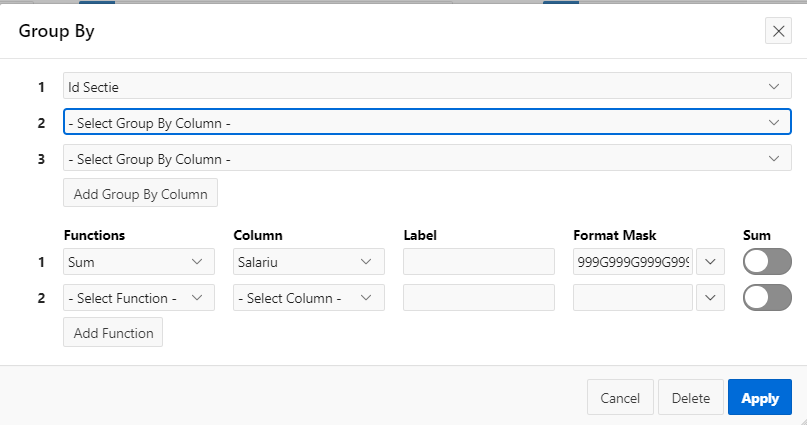 Group By
1 Id Sectie
2 - Select Group By Column -
3 - Select Group By Column -
Add Group By Column
Functions Column Label Format Mask Sum
1 Sum Salariu 999G999G999G999
2 - Select Function - - Select Column -
Add Function
Cancel Delete Apply